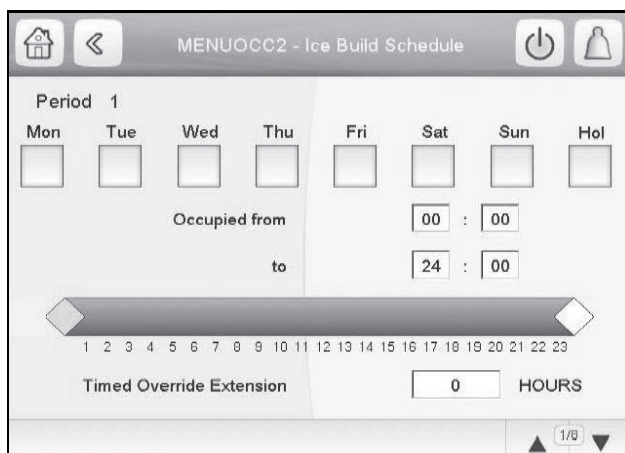 MENUOCC2 - Ice Build Schedule
Period 1
Mon Tue Wed Thu Fri Sat Sun Hol
Occupied from 00 : 00
to 24 : 00
1 2 3 4 5 6 7 8 9 10 11 12 13 14 15 16 17 18 19 20 21 22 23
Timed Override Extension 0 HOURS
1/8